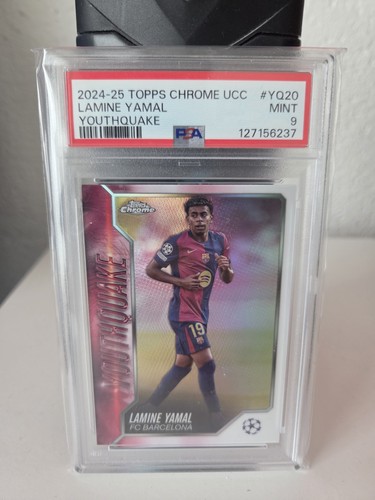 2024-25 TOPPS CHROME UCC #YQ20
LAMINE YAMAL MINT
YOUTHQUAKE 9
PSA 127156237
Topps
Chrome
YOUTHQUAKE
19
LAMINE YAMAL
FC BARCELONA